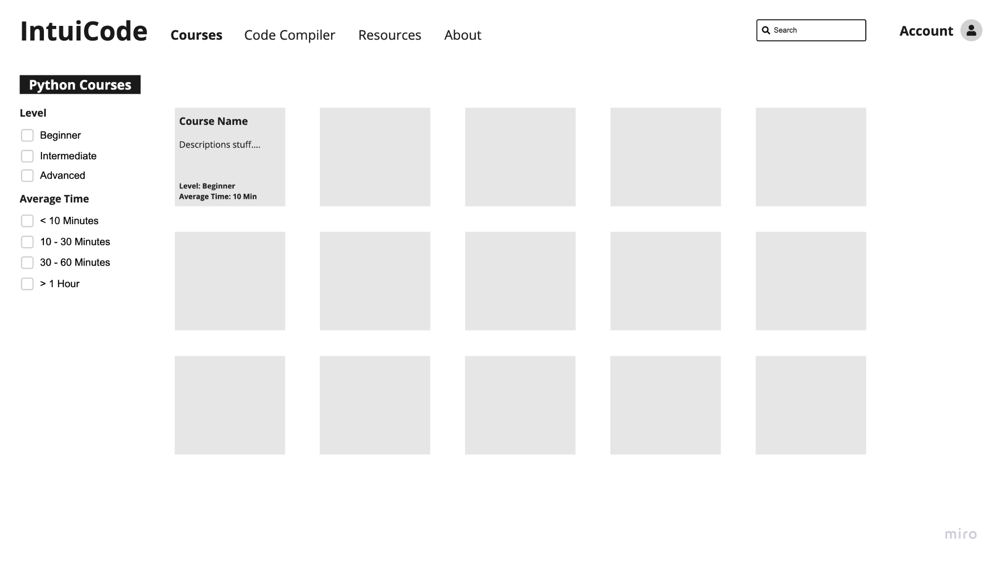 IntuiCode
Courses
Code Compiler
Resources
About
Search
Account
Python Courses
Level
Beginner
Intermediate
Advanced
Average Time
< 10 Minutes
10 - 30 Minutes
30 - 60 Minutes
> 1 Hour
Course Name
Descriptions stuff....
Level: Beginner
Average Time: 10 Min
miro